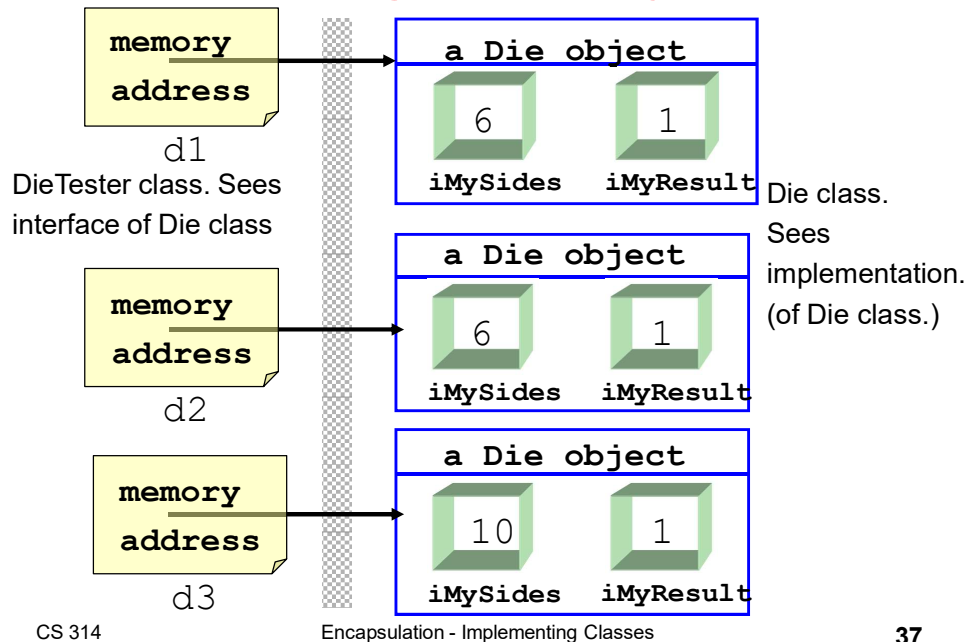 memory
address
d1
a Die object
6
1
iMySides
iMyResult
DieTester class. Sees
interface of Die class
Die class.
Sees
implementation.
(of Die class.)
memory
address
d2
a Die object
6
1
iMySides
iMyResult
memory
address
d3
a Die object
10
1
iMySides
iMyResult
CS 314
Encapsulation - Implementing Classes
37